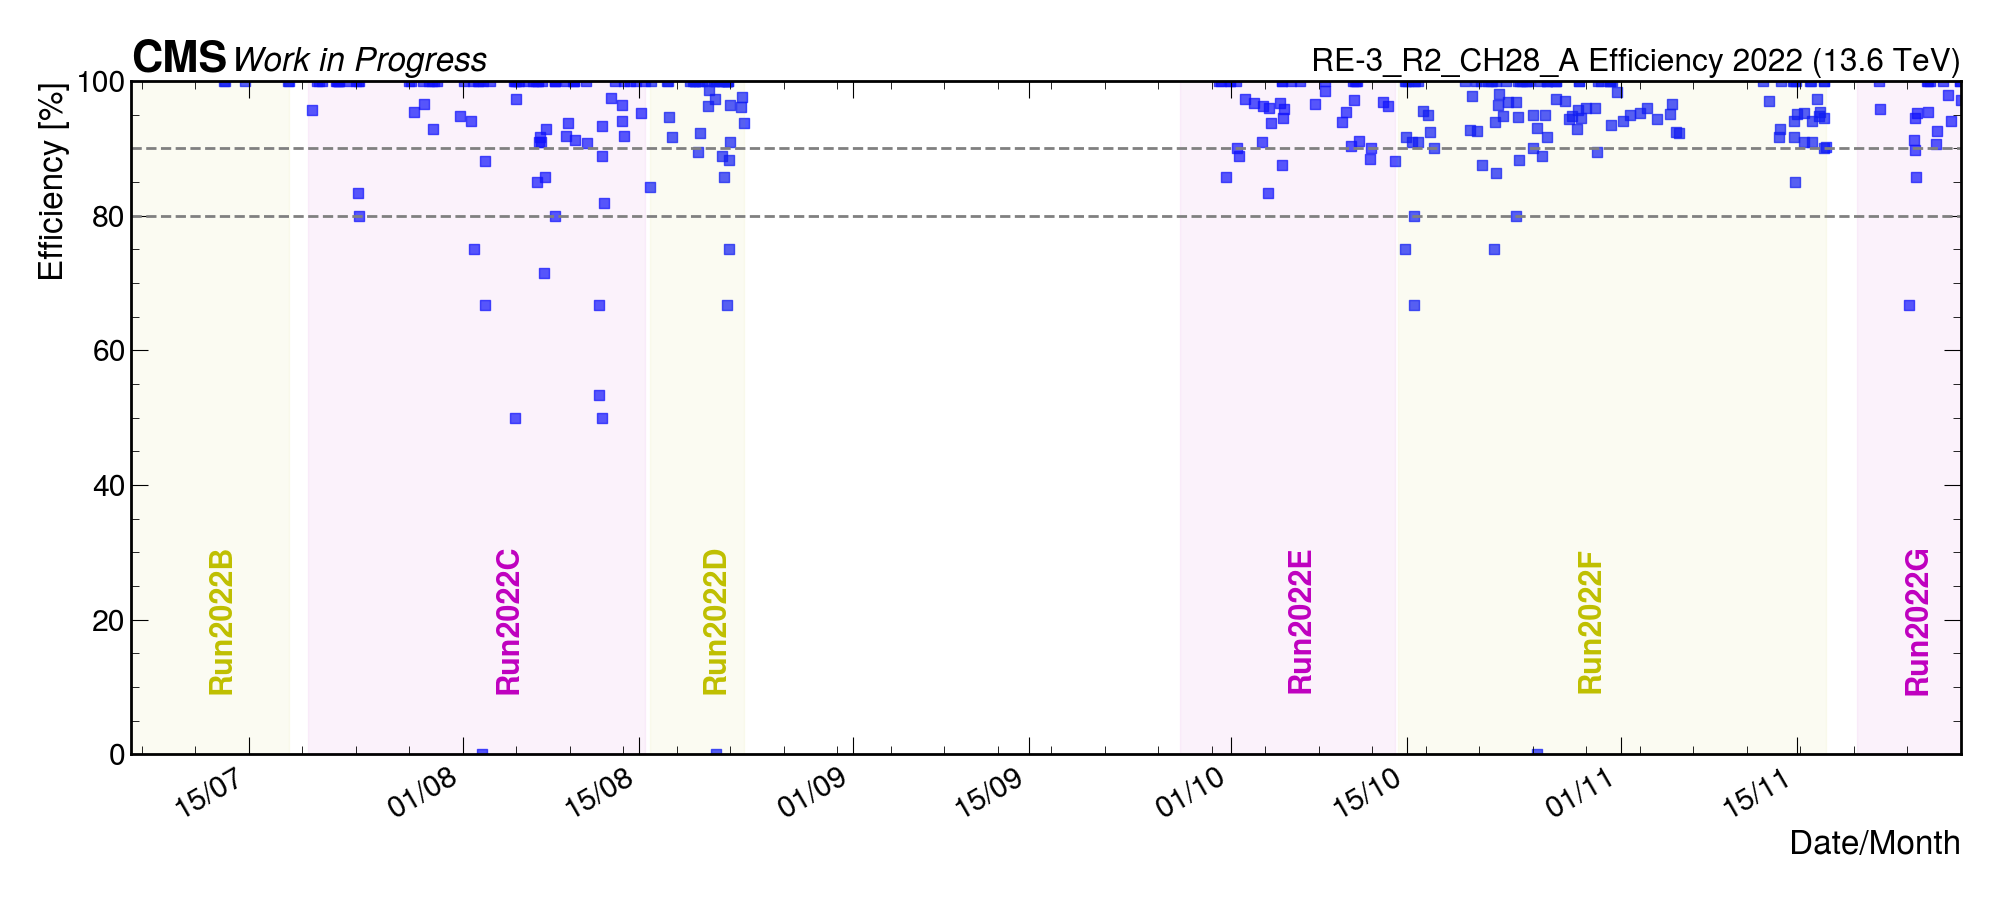 CMS Work in Progress
RE-3_R2_CH28_A Efficiency 2022 (13.6 TeV)
Efficiency [%]
100
80
60
40
20
0
Run2022B
Run2022C
Run2022D
Run2022E
Run2022F
Run2022G
15/07 01/08 15/08 01/09 15/09 01/10 15/10 01/11 15/11
Date/Month